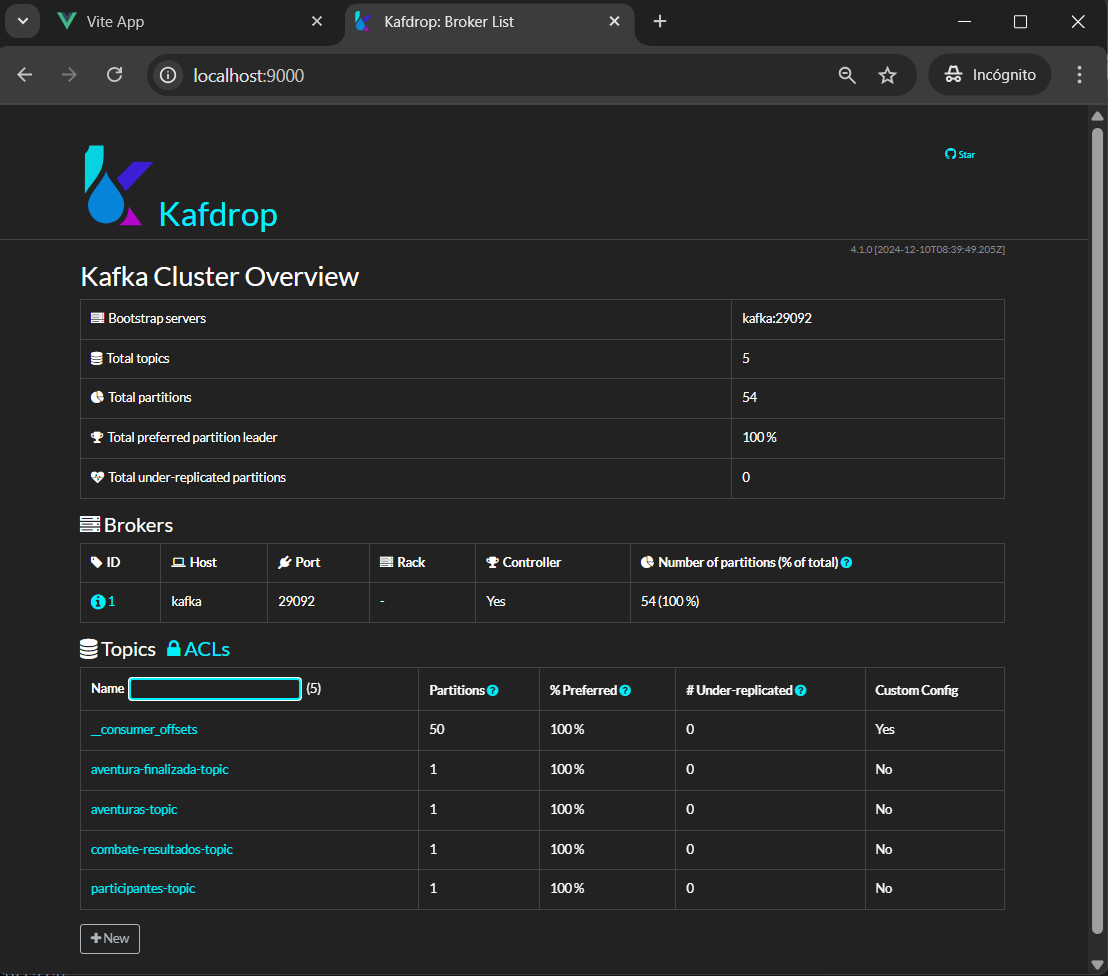 Vite App
Kafdrop: Broker List
localhost:9000
Incógnito
Star
Kafdrop
4.1.0 [2024-12-10T08:39:49.205Z]
Kafka Cluster Overview
Bootstrap servers kafka:29092
Total topics 5
Total partitions 54
Total preferred partition leader 100 %
Total under-replicated partitions 0
Brokers
ID Host Port Rack Controller Number of partitions (% of total)
1 kafka 29092 - Yes 54 (100 %)
Topics ACLs
Name (5) Partitions % Preferred # Under-replicated Custom Config
__consumer_offsets 50 100 % 0 Yes
aventura-finalizada-topic 1 100 % 0 No
aventuras-topic 1 100 % 0 No
combate-resultados-topic 1 100 % 0 No
participantes-topic 1 100 % 0 No
New